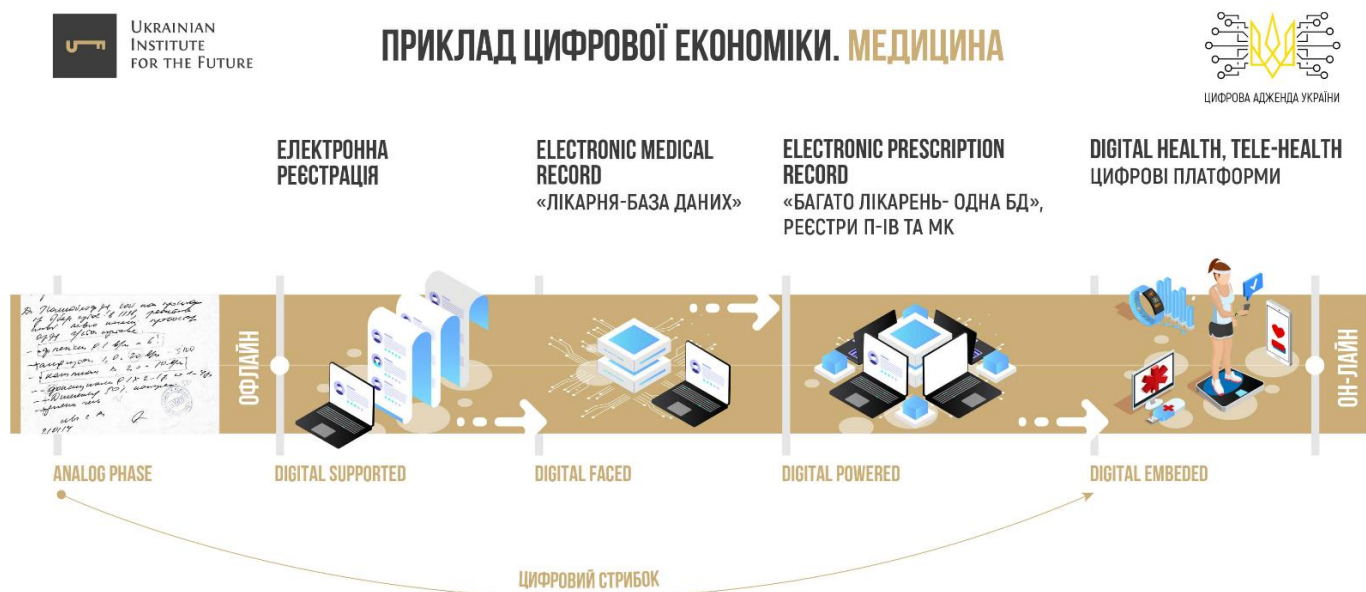 UKRAINIAN
INSTITUTE
FOR THE FUTURE
ПРИКЛАД ЦИФРОВОЇ ЕКОНОМІКИ. МЕДИЦИНА
ЦИФРОВА АДЖЕНДА УКРАЇНИ
ЕЛЕКТРОННА
РЕЄСТРАЦІЯ
ELECTRONIC MEDICAL
RECORD
«ЛІКАРНЯ-БАЗА ДАНИХ»
ELECTRONIC PRESCRIPTION
RECORD
«БАГАТО ЛІКАРЕНЬ- ОДНА БД»,
РЕЄСТРИ П-ІВ ТА МК
DIGITAL HEALTH, TELE-HEALTH
ЦИФРОВІ ПЛАТФОРМИ
ОФЛАЙН
ОН-ЛАЙН
ANALOG PHASE
DIGITAL SUPPORTED
DIGITAL FACED
DIGITAL POWERED
DIGITAL EMBEDED
ЦИФРОВИЙ СТРИБОК